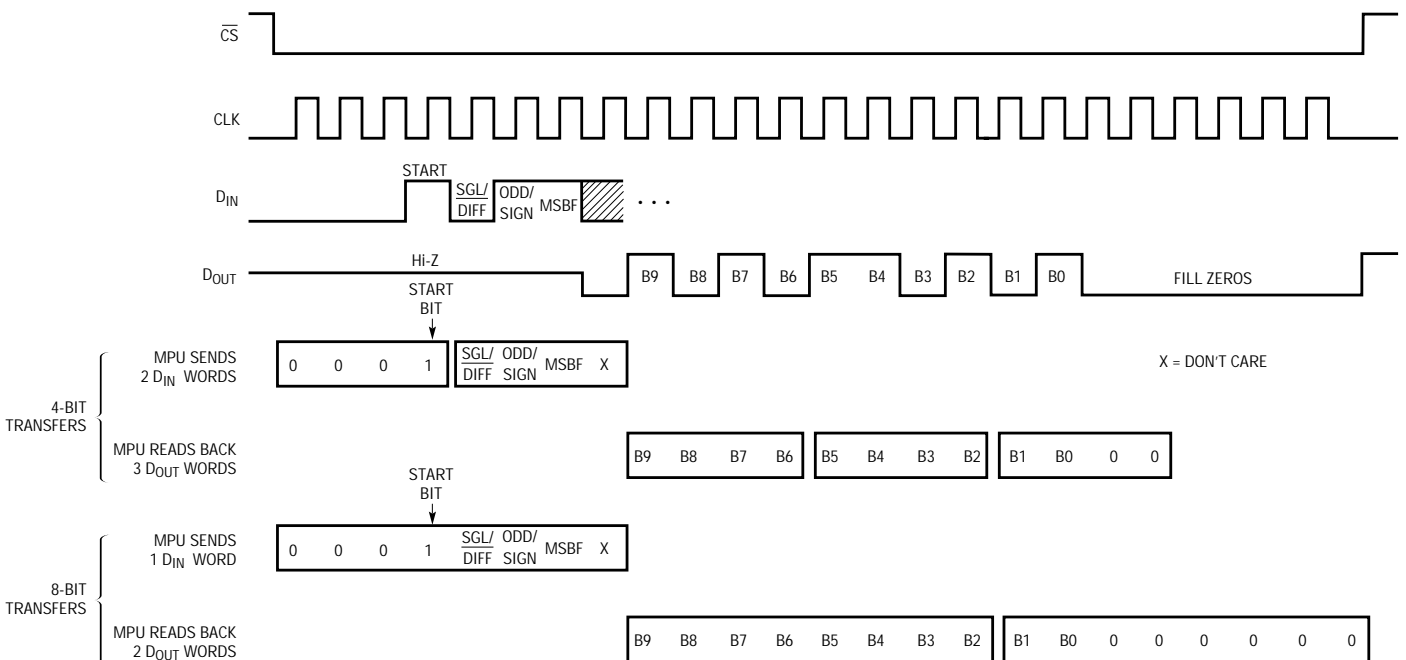 CS
CLK
START
DIN SGL/ DIFF ODD/ SIGN MSBF ...
Hi-Z
DOUT B9 B8 B7 B6 B5 B4 B3 B2 B1 B0 FILL ZEROS
START
BIT
MPU SENDS
2 DIN WORDS
0 0 0 1 SGL/ DIFF ODD/ SIGN MSBF X
X = DON'T CARE
4-BIT
TRANSFERS
MPU READS BACK
3 DOUT WORDS
B9 B8 B7 B6 B5 B4 B3 B2 B1 B0 0 0
START
BIT
MPU SENDS
1 DIN WORD
0 0 0 1 SGL/ DIFF ODD/ SIGN MSBF X
8-BIT
TRANSFERS
MPU READS BACK
2 DOUT WORDS
B9 B8 B7 B6 B5 B4 B3 B2 B1 B0 0 0 0 0 0 0